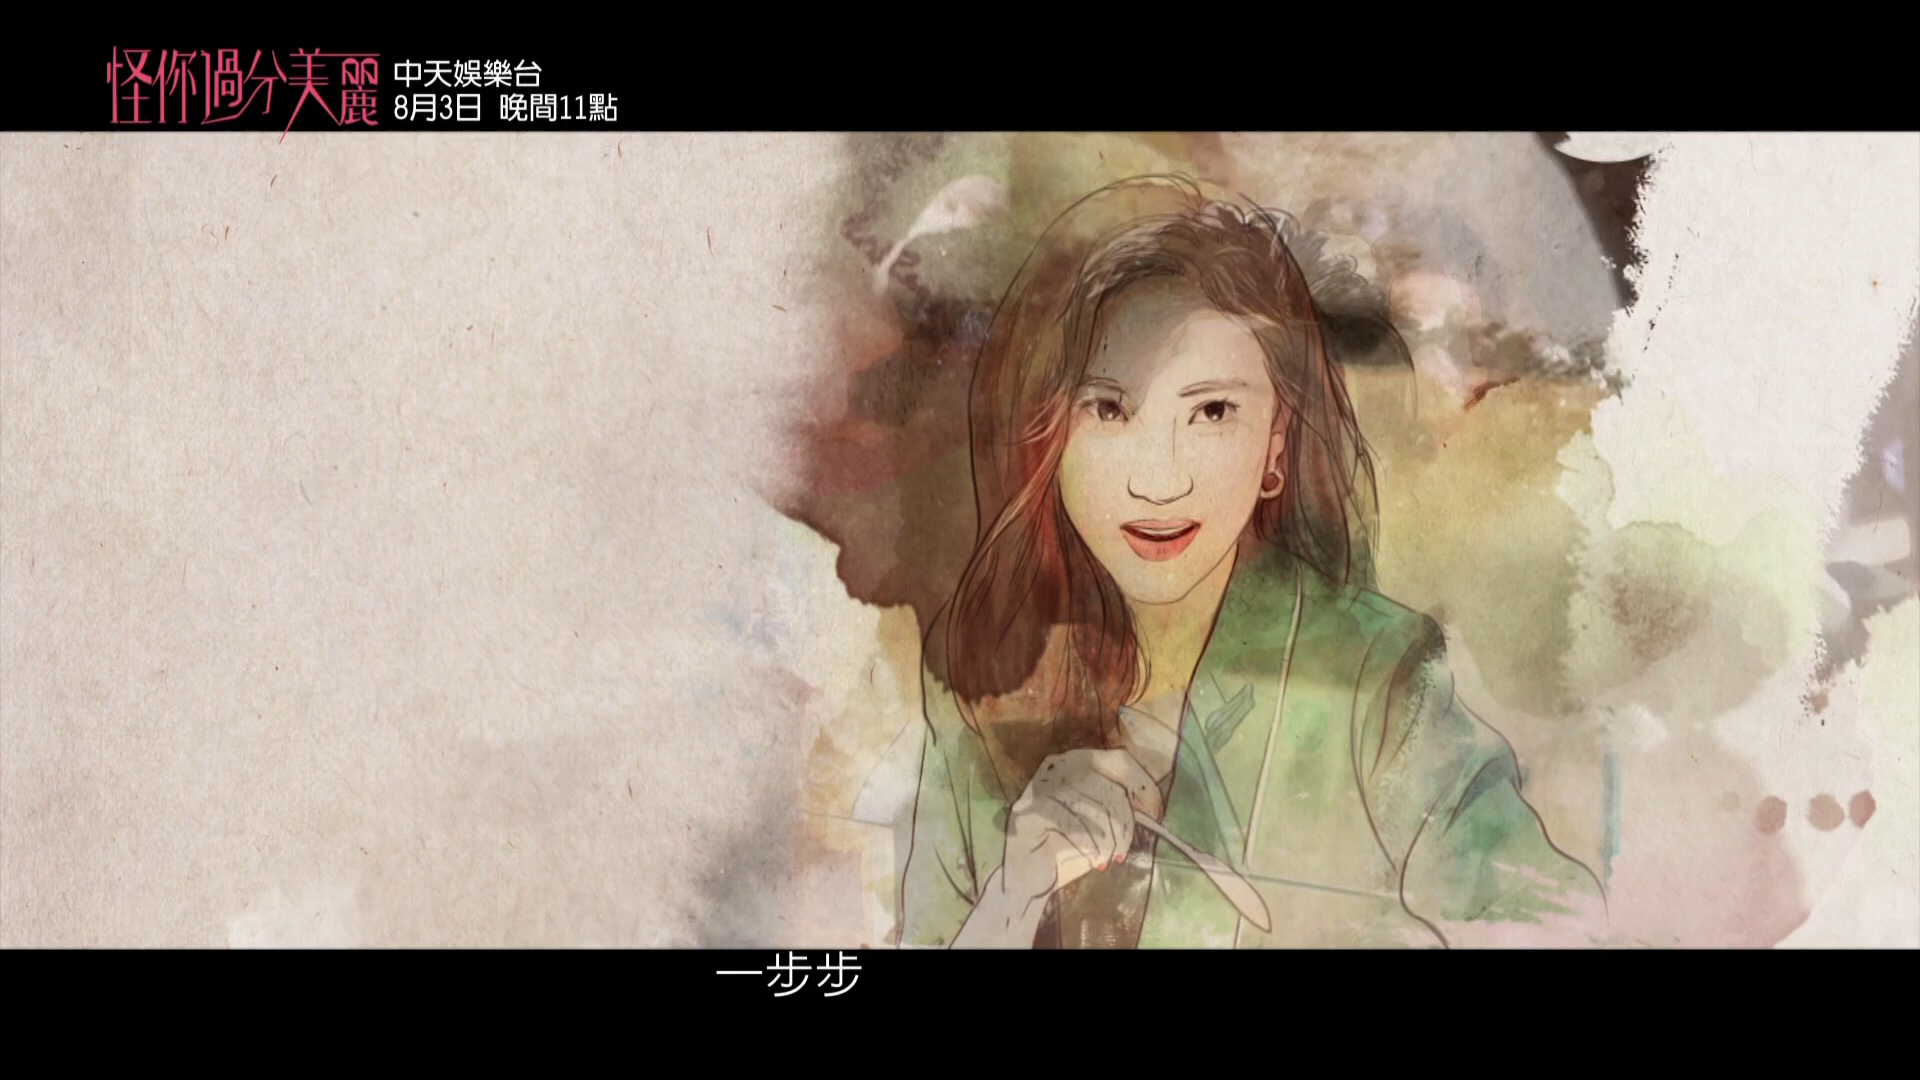 怪你過分美麗
中天娛樂台
8月3日 晚間11點
一步步